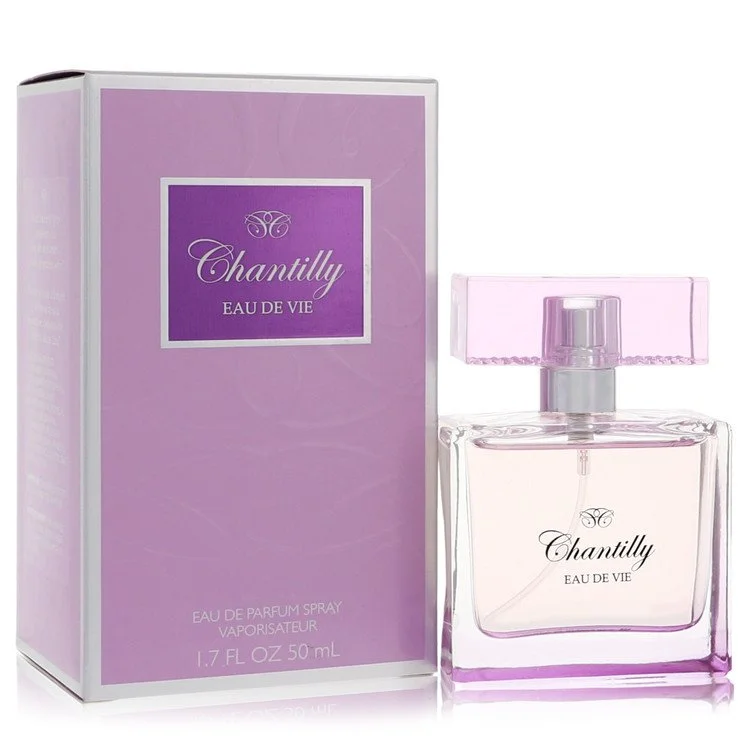 Chantilly
EAU DE VIE
EAU DE PARFUM SPRAY
VAPORISATEUR
1.7 FL OZ 50 mL
Chantilly
EAU DE VIE